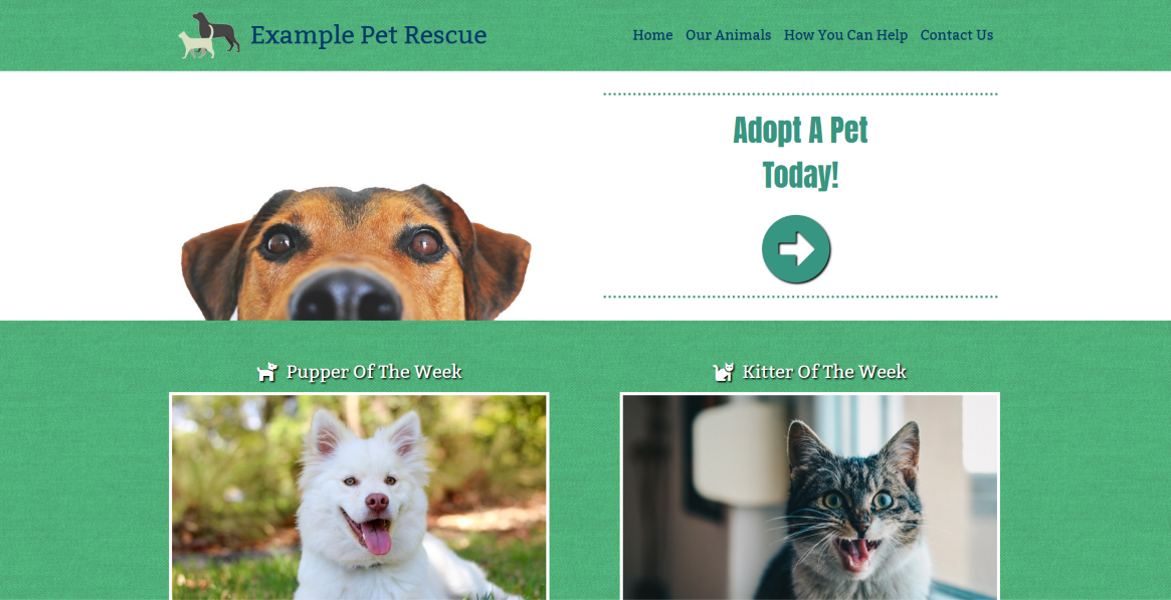 Example Pet Rescue
Home Our Animals How You Can Help Contact Us
Adopt A Pet
Today!
Pupper Of The Week
Kitter Of The Week